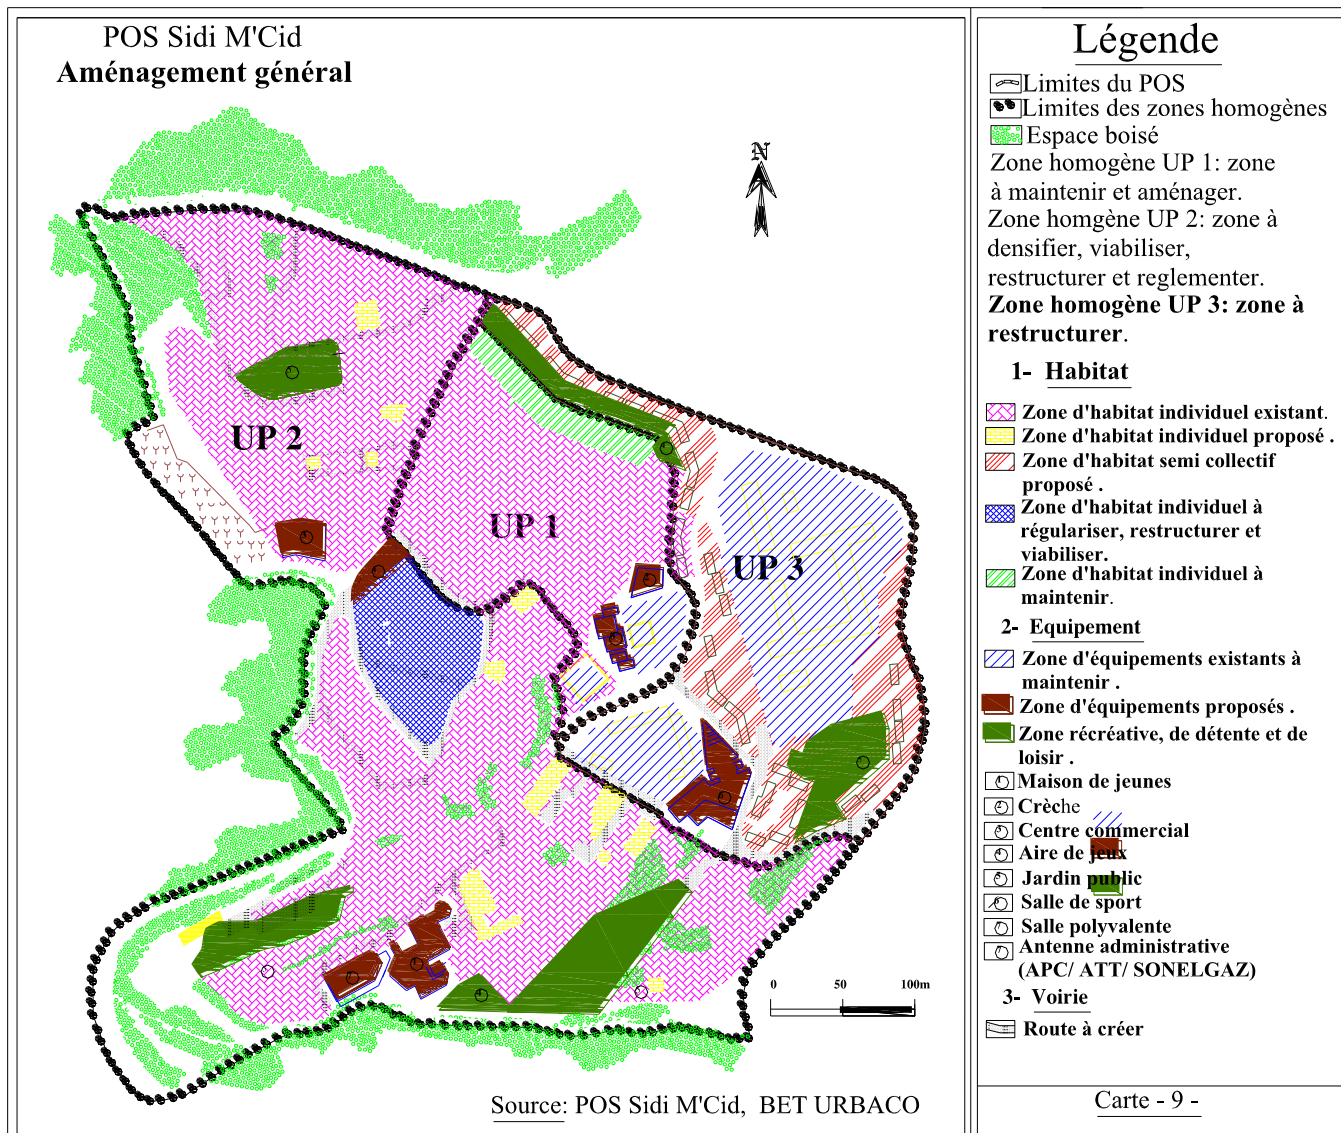 POS Sidi M'Cid
Aménagement général
N
UP 2
UP 1
UP 3
0 50 100m
Source: POS Sidi M'Cid, BET URBACO
Légende
Limites du POS
Limites des zones homogènes
Espace boisé
Zone homogène UP 1: zone
à maintenir et aménager.
Zone homgène UP 2: zone à
densifier, viabiliser,
restructurer et reglementer.
Zone homogène UP 3: zone à
restructurer.
1- Habitat
Zone d'habitat individuel existant.
Zone d'habitat individuel proposé .
Zone d'habitat semi collectif
proposé .
Zone d'habitat individuel à
régulariser, restructurer et
viabiliser.
Zone d'habitat individuel à
maintenir.
2- Equipement
Zone d'équipements existants à
maintenir .
Zone d'équipements proposés .
Zone récréative, de détente et de
loisir .
Maison de jeunes
Crèche
Centre commercial
Aire de jeux
Jardin public
Salle de sport
Salle polyvalente
Antenne administrative
(APC/ ATT/ SONELGAZ)
3- Voirie
Route à créer
Carte - 9 -